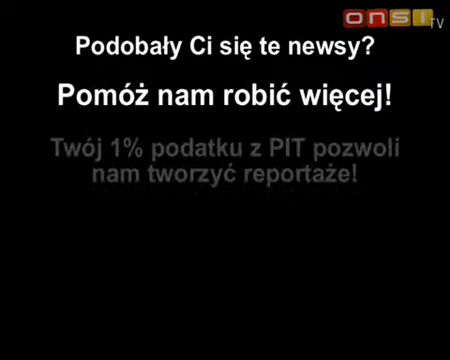 ONSI TV
Podobały Ci się te newsy?
Pomóż nam robić więcej!
Twój 1% podatku z PIT pozwoli
nam tworzyć reportaże!